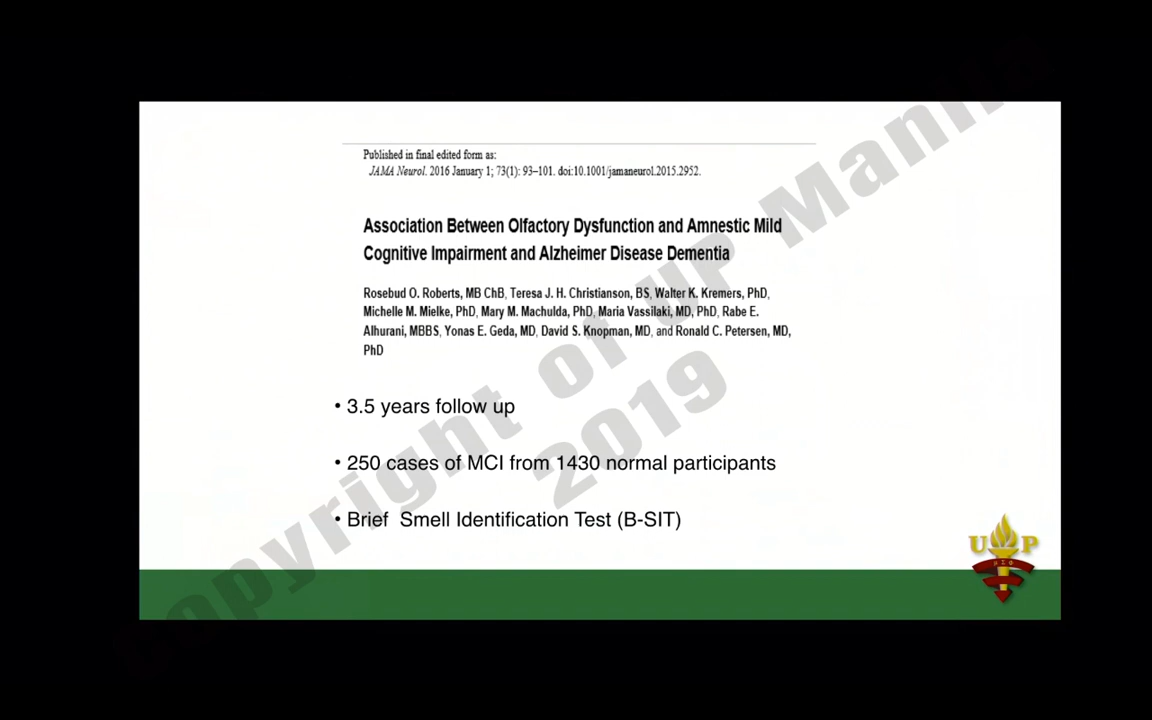 Published in final edited form as:
JAMA Neurol. 2016 January 1; 73(1): 93–101. doi:10.1001/jamaneurol.2015.2952.
Association Between Olfactory Dysfunction and Amnestic Mild
Cognitive Impairment and Alzheimer Disease Dementia
Rosebud O. Roberts, MB ChB, Teresa J. H. Christianson, BS, Walter K. Kremers, PhD,
Michelle M. Mielke, PhD, Mary M. Machulda, PhD, Maria Vassilaki, MD, PhD, Rabe E.
Alhurani, MBBS, Yonas E. Geda, MD, David S. Knopman, MD, and Ronald C. Petersen, MD,
PhD
• 3.5 years follow up
• 250 cases of MCI from 1430 normal participants
• Brief Smell Identification Test (B-SIT)
Copyright of UP Manila
2019
U P